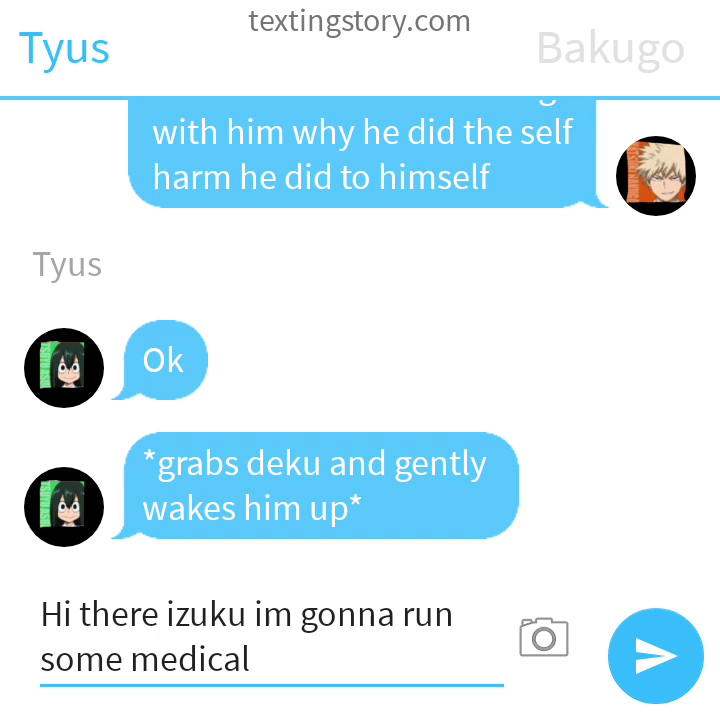 textingstory.com
Tyus
Bakugo
with him why he did the self
harm he did to himself
Tyus
Ok
*grabs deku and gently
wakes him up*
Hi there izuku im gonna run
some medical